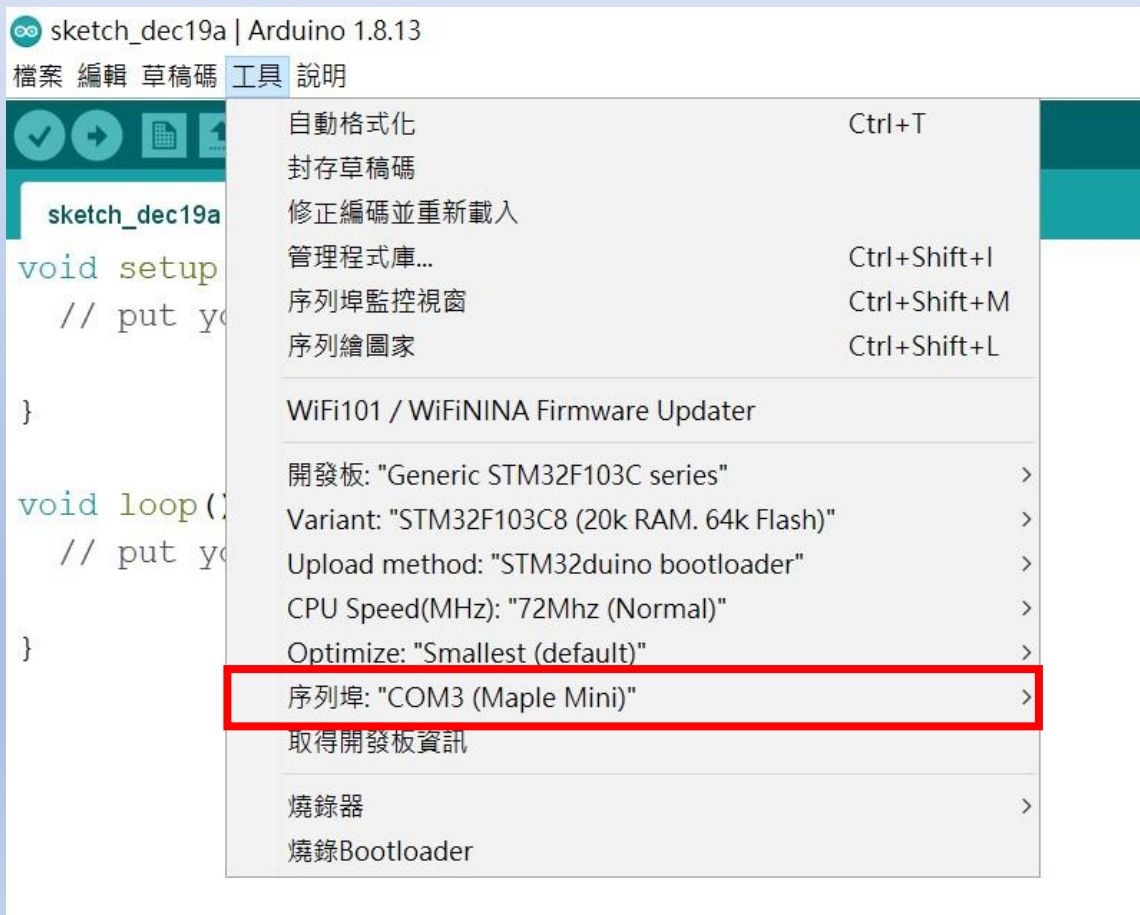 sketch_dec19a | Arduino 1.8.13
檔案 編輯 草稿碼 工具 說明
自動格式化 Ctrl+T
封存草稿碼
修正編碼並重新載入
管理程式庫... Ctrl+Shift+I
序列埠監控視窗 Ctrl+Shift+M
序列繪圖家 Ctrl+Shift+L
WiFi101 / WiFiNINA Firmware Updater
開發板: "Generic STM32F103C series"
Variant: "STM32F103C8 (20k RAM. 64k Flash)"
Upload method: "STM32duino bootloader"
CPU Speed(MHz): "72Mhz (Normal)"
Optimize: "Smallest (default)"
序列埠: "COM3 (Maple Mini)"
取得開發板資訊
燒錄器
燒錄Bootloader
sketch_dec19a
void setup
// put yo
}
void loop()
// put yo
}